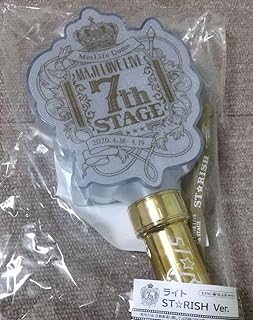 MetLife Dome
MAJI LOVE LIVE
7th
STAGE
2020.4.18 - 4.19
ST☆RISH
ライト
ST☆RISH Ver.